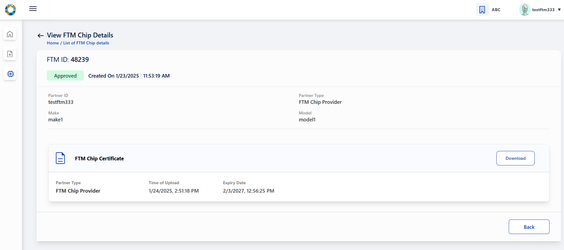 ABC
testftm333
View FTM Chip Details
Home / List of FTM Chip details
FTM ID: 48239
Approved
Created On 1/23/2025 : 11:53:19 AM
Partner ID
Partner Type
testftm333
FTM Chip Provider
Make
Model
make1
model1
FTM Chip Certificate
Download
Partner Type
Time of Upload
Expiry Date
FTM Chip Provider
1/24/2025, 2:51:18 PM
2/3/2027, 12:56:25 PM
Back